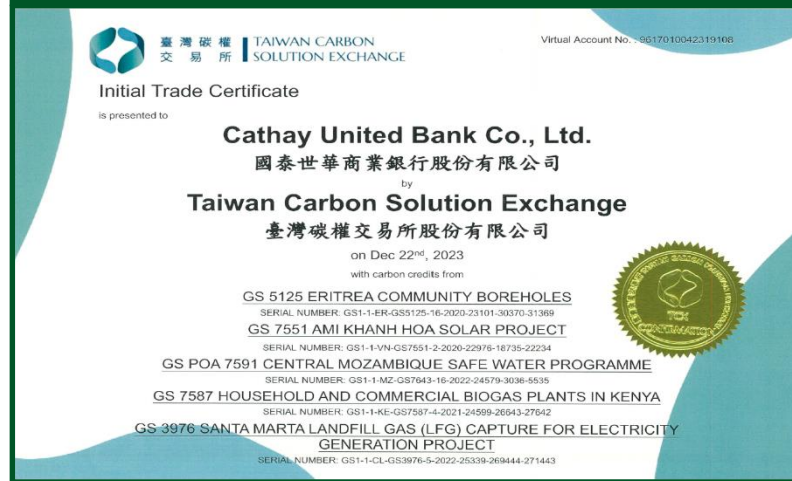 臺灣碳權
交易所
TAIWAN CARBON
SOLUTION EXCHANGE
Virtual Account No. : 9617010042319108
Initial Trade Certificate
is presented to
Cathay United Bank Co., Ltd.
國泰世華商業銀行股份有限公司
by
Taiwan Carbon Solution Exchange
臺灣碳權交易所股份有限公司
on Dec 22nd, 2023
with carbon credits from
GS 5125 ERITREA COMMUNITY BOREHOLES
SERIAL NUMBER: GS1-1-ER-GS5125-16-2020-23101-30370-31369
GS 7551 AMI KHANH HOA SOLAR PROJECT
SERIAL NUMBER: GS1-1-VN-GS7551-2-2020-22976-18735-22234
GS POA 7591 CENTRAL MOZAMBIQUE SAFE WATER PROGRAMME
SERIAL NUMBER: GS1-1-MZ-GS7643-16-2022-24579-3036-5535
GS 7587 HOUSEHOLD AND COMMERCIAL BIOGAS PLANTS IN KENYA
SERIAL NUMBER: GS1-1-KE-GS7587-4-2021-24599-26643-27642
GS 3976 SANTA MARTA LANDFILL GAS (LFG) CAPTURE FOR ELECTRICITY
GENERATION PROJECT
SERIAL NUMBER: GS1-1-CL-GS3976-5-2022-25339-269444-271443
TCX